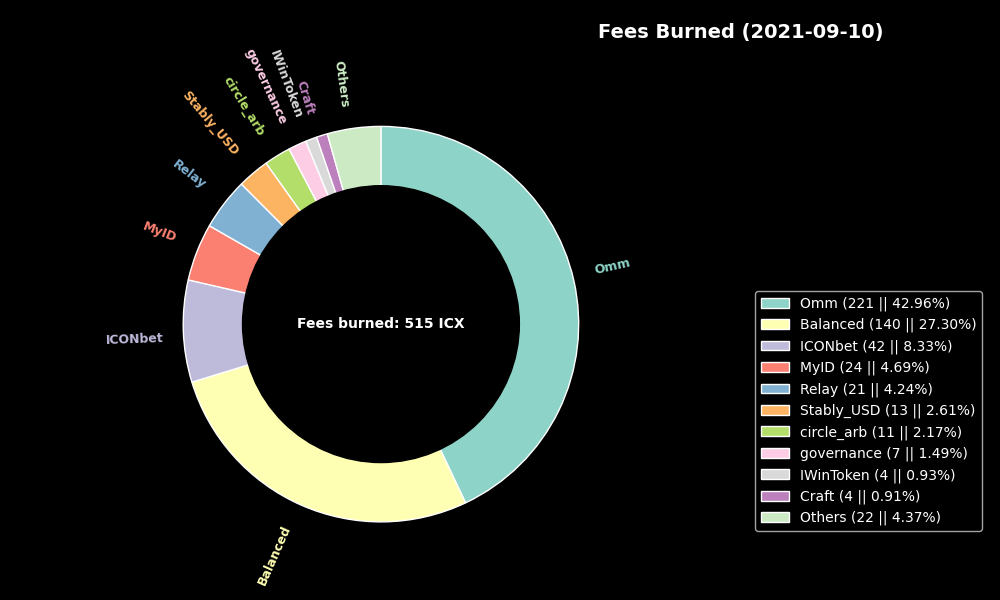 Fees Burned (2021-09-10)
Others
Craft
IWinToken
governance
circle_arb
Stably_USD
Relay
MyID
ICONbet
Balanced
Omm
Fees burned: 515 ICX
Omm (221 || 42.96%)
Balanced (140 || 27.30%)
ICONbet (42 || 8.33%)
MyID (24 || 4.69%)
Relay (21 || 4.24%)
Stably_USD (13 || 2.61%)
circle_arb (11 || 2.17%)
governance (7 || 1.49%)
IWinToken (4 || 0.93%)
Craft (4 || 0.91%)
Others (22 || 4.37%)